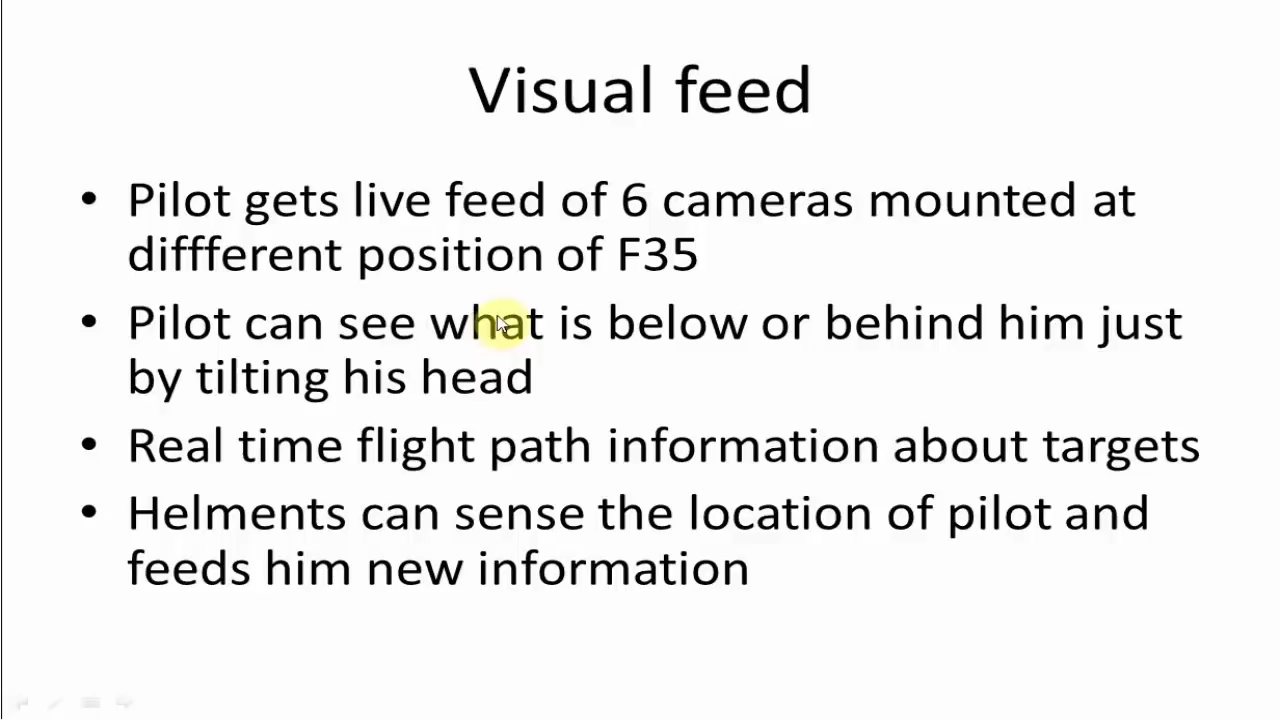 Visual feed
• Pilot gets live feed of 6 cameras mounted at
diffferent position of F35
• Pilot can see what is below or behind him just
by tilting his head
• Real time flight path information about targets
• Helments can sense the location of pilot and
feeds him new information